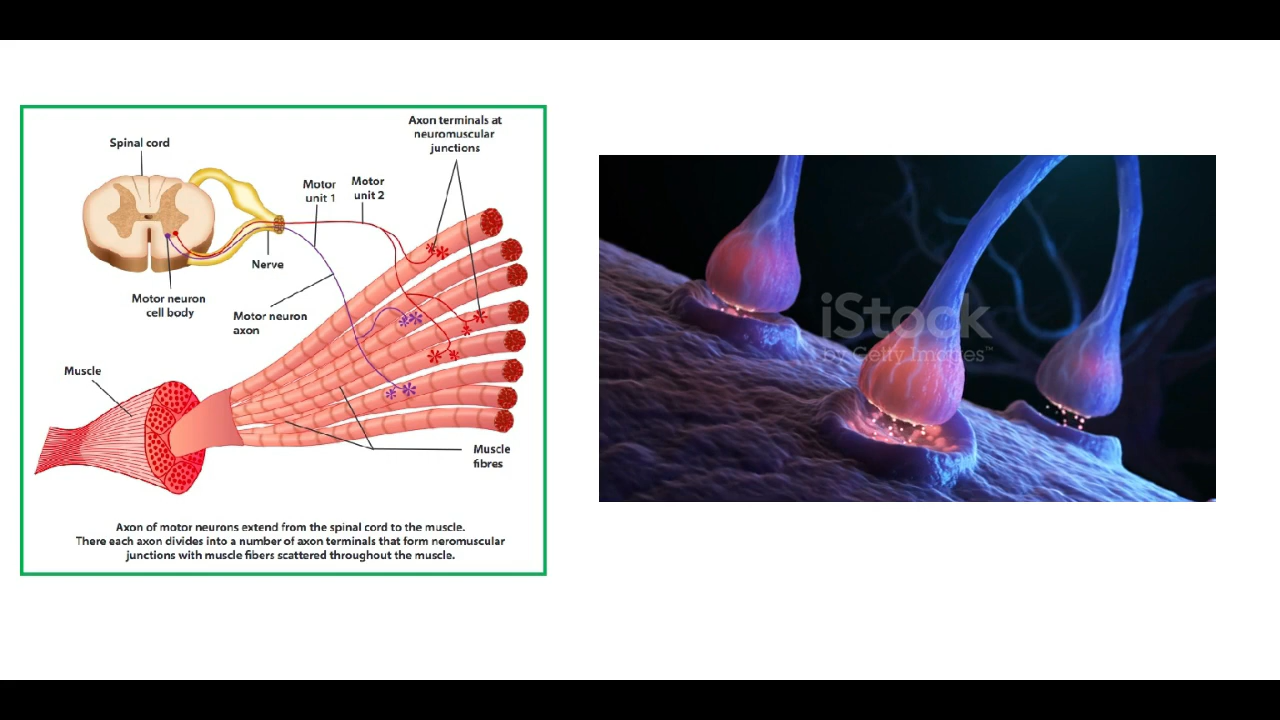 Axon terminals at
neuromuscular
junctions
Spinal cord
Motor
unit 1
Motor
unit 2
Nerve
Motor neuron
cell body
Motor neuron
axon
Muscle
Muscle
fibres
Axon of motor neurons extend from the spinal cord to the muscle.
There each axon divides into a number of axon terminals that form neromuscular
junctions with muscle fibers scattered throughout the muscle.
iStock
by Getty Images™